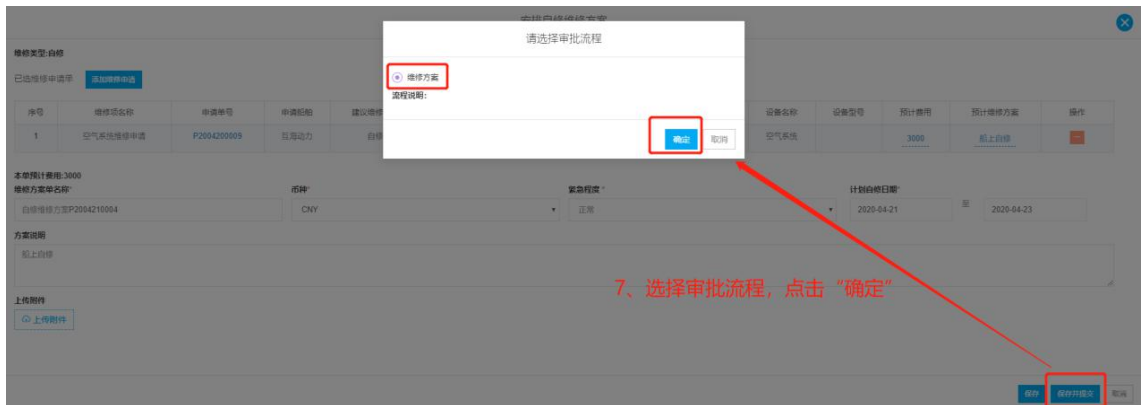 安排自修维修方案
请选择审批流程
维修类型:自修
已选维修申请单 添加维修申请
维修方案
流程说明:
序号 维修项名称 申请单号 申请船舶 建议维修 设备名称 设备型号 预计费用 预计维修方案 操作
1 空气系统维修申请 P2004200009 互海动力 自修 空气系统 3000 船上自修
确定 取消
本单预计费用:3000
维修方案单名称* 币种* 紧急程度* 计划自修日期*
自修维修方案P2004210004 CNY 正常 2020-04-21 至 2020-04-23
方案说明
船上自修
7、选择审批流程，点击“确定”
上传附件
上传附件
保存 保存并提交 取消